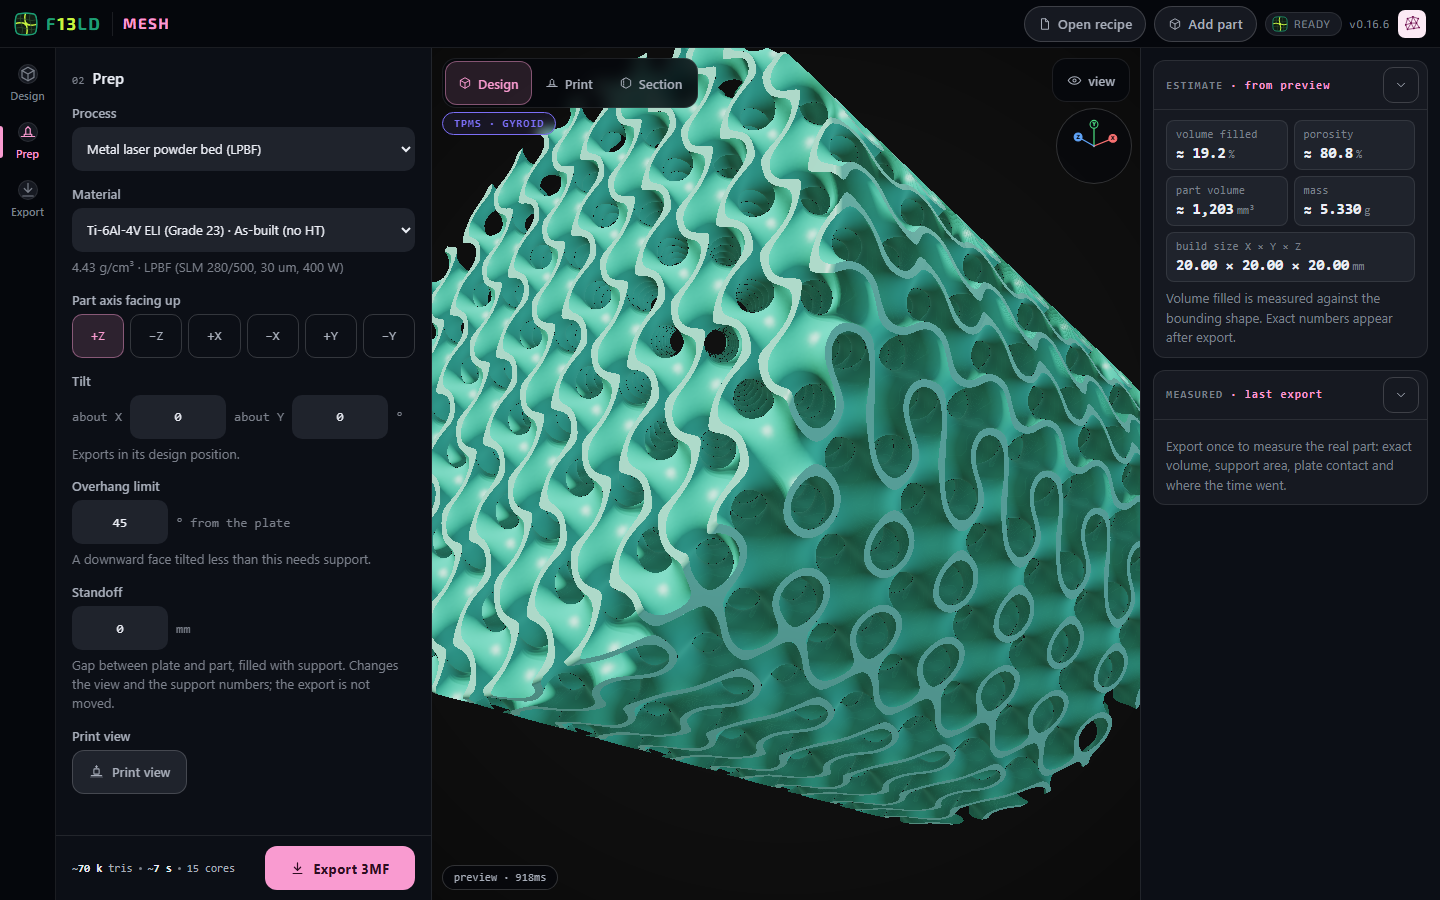 F13LD MESH
Open recipe
Add part
READY
v0.16.6
Design
Prep
Export
02 Prep
Process
Metal laser powder bed (LPBF)
Material
Ti-6Al-4V ELI (Grade 23) · As-built (no HT)
4.43 g/cm³ · LPBF (SLM 280/500, 30 um, 400 W)
Part axis facing up
+Z −Z +X −X +Y −Y
Tilt
about X 0 about Y 0 °
Exports in its design position.
Overhang limit
45 ° from the plate
A downward face tilted less than this needs support.
Standoff
0 mm
Gap between plate and part, filled with support. Changes
the view and the support numbers; the export is not
moved.
Print view
Print view
~70 k tris • ~7 s • 15 cores
Export 3MF
Design Print Section
TPMS · GYROID
view
Y
Z X
preview · 918ms
ESTIMATE · from preview
volume filled
≈ 19.2 %
porosity
≈ 80.8 %
part volume
≈ 1,203 mm³
mass
≈ 5.330 g
build size X × Y × Z
20.00 × 20.00 × 20.00 mm
Volume filled is measured against the
bounding shape. Exact numbers appear
after export.
MEASURED · last export
Export once to measure the real part: exact
volume, support area, plate contact and
where the time went.